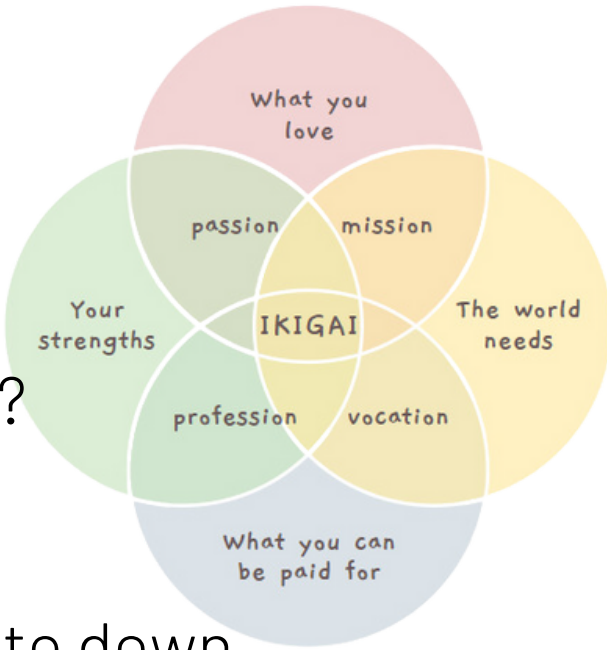 What you
love
passion
mission
Your
strengths
IKIGAI
The world
needs
?
profession
vocation
What you can
be paid for
down